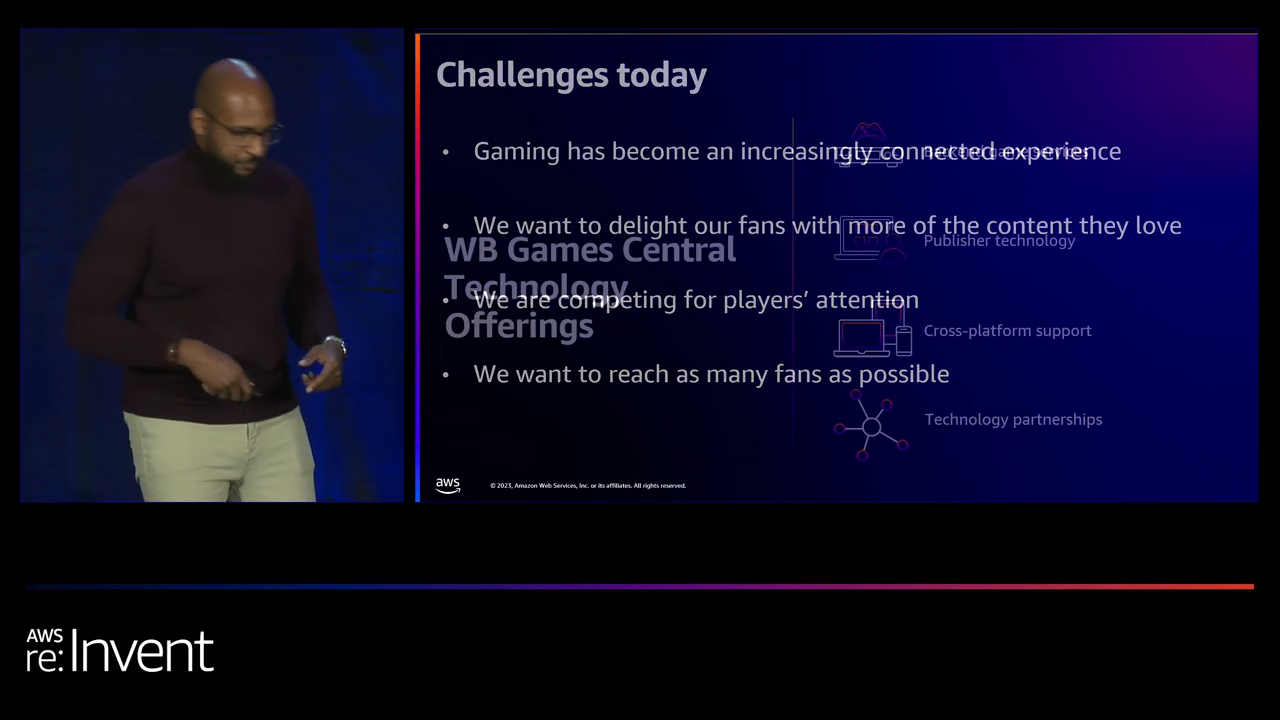 Challenges today
• Gaming has become an increasingly connected experience
• We want to delight our fans with more of the content they love
• We are competing for players’ attention
• We want to reach as many fans as possible
WB Games Central
Technology
Offerings
Publisher technology
Cross-platform support
Technology partnerships
aws
© 2023, Amazon Web Services, Inc. or its affiliates. All rights reserved.
AWS
re:Invent